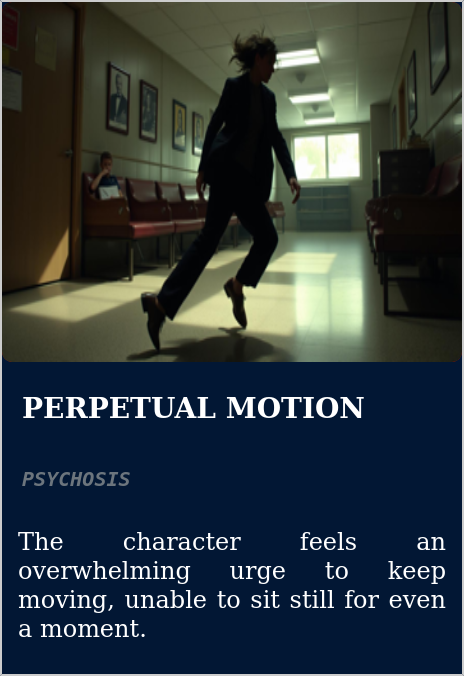 PERPETUAL MOTION
PSYCHOSIS
The character feels an
overwhelming urge to keep
moving, unable to sit still for even
a moment.